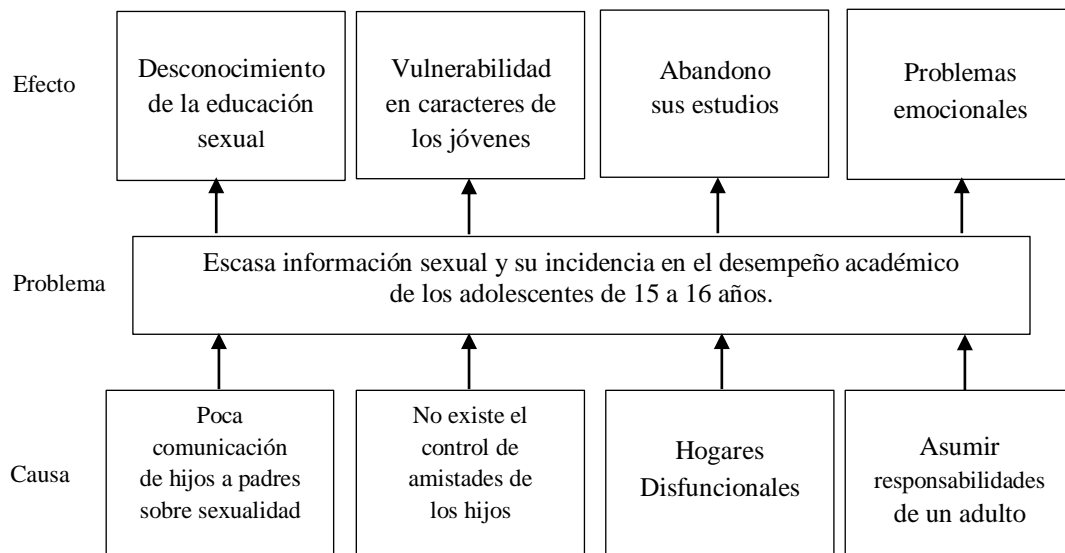 Efecto
Desconocimiento
de la educación
sexual
Vulnerabilidad
en caracteres de
los jóvenes
Abandono
sus estudios
Problemas
emocionales
Problema
Escasa información sexual y su incidencia en el desempeño académico
de los adolescentes de 15 a 16 años.
Causa
Poca
comunicación
de hijos a padres
sobre sexualidad
No existe el
control de
amistades de
los hijos
Hogares
Disfuncionales
Asumir
responsabilidades
de un adulto